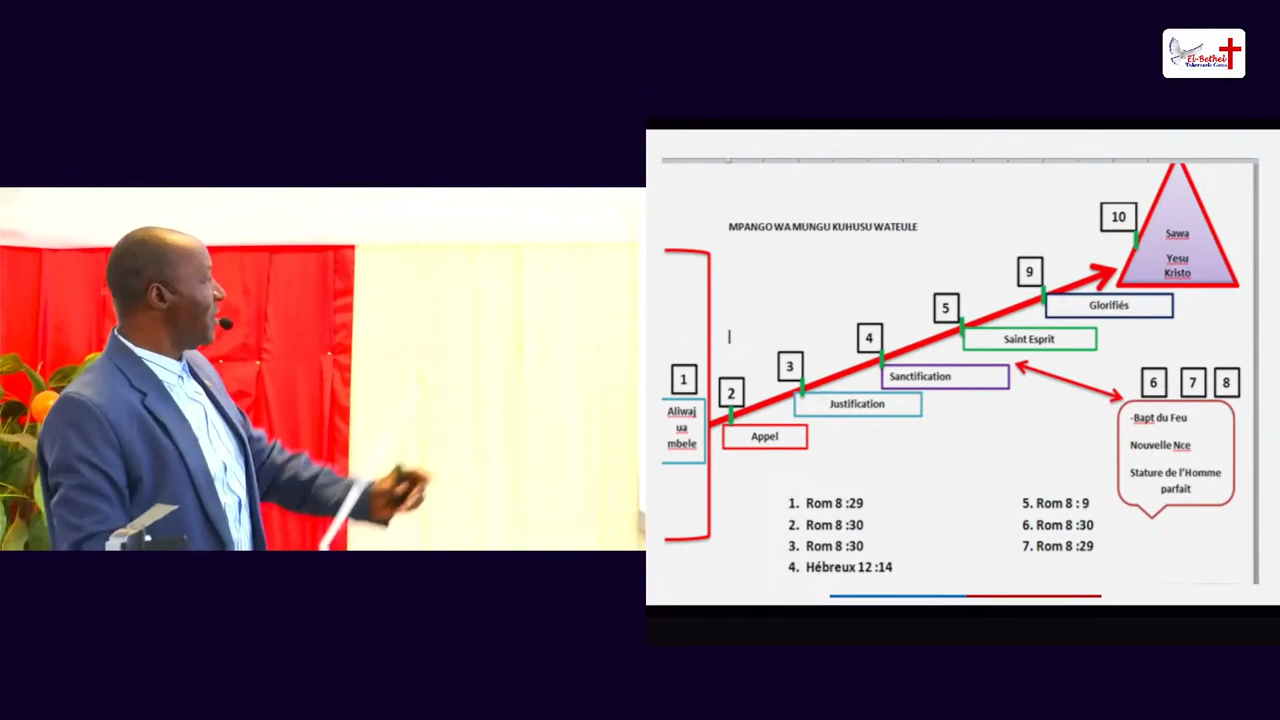 El-Bethel
MPANGO WA MUNGU KUHUSU WATEULE
10
Sawa
Yesu
Kristo
9
Glorifiés
5
Saint Esprit
4
Sanctification
3
Justification
2
Appel
1
Aliwaj
ua
mbele
6 7 8
-Bapt du Feu
Nouvelle Nce
Stature de l'Homme
parfait
1. Rom 8 :29
2. Rom 8 :30
3. Rom 8 :30
4. Hébreux 12 :14
5. Rom 8 : 9
6. Rom 8 :30
7. Rom 8 :29